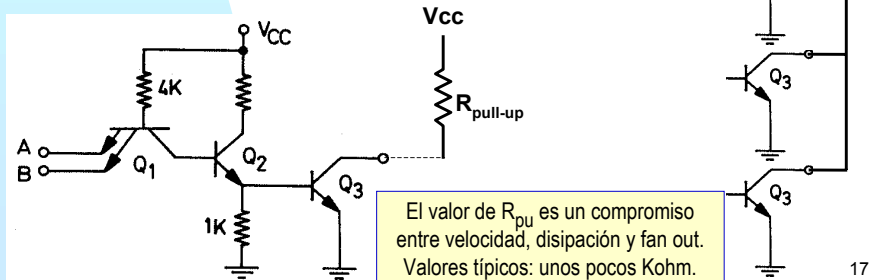 Vcc
V_CC
4K
R_pull-up
A
B
Q1
Q2
Q3
1K
Q3
Q3
El valor de R_pu es un compromiso
entre velocidad, disipación y fan out.
Valores típicos: unos pocos Kohm.
17